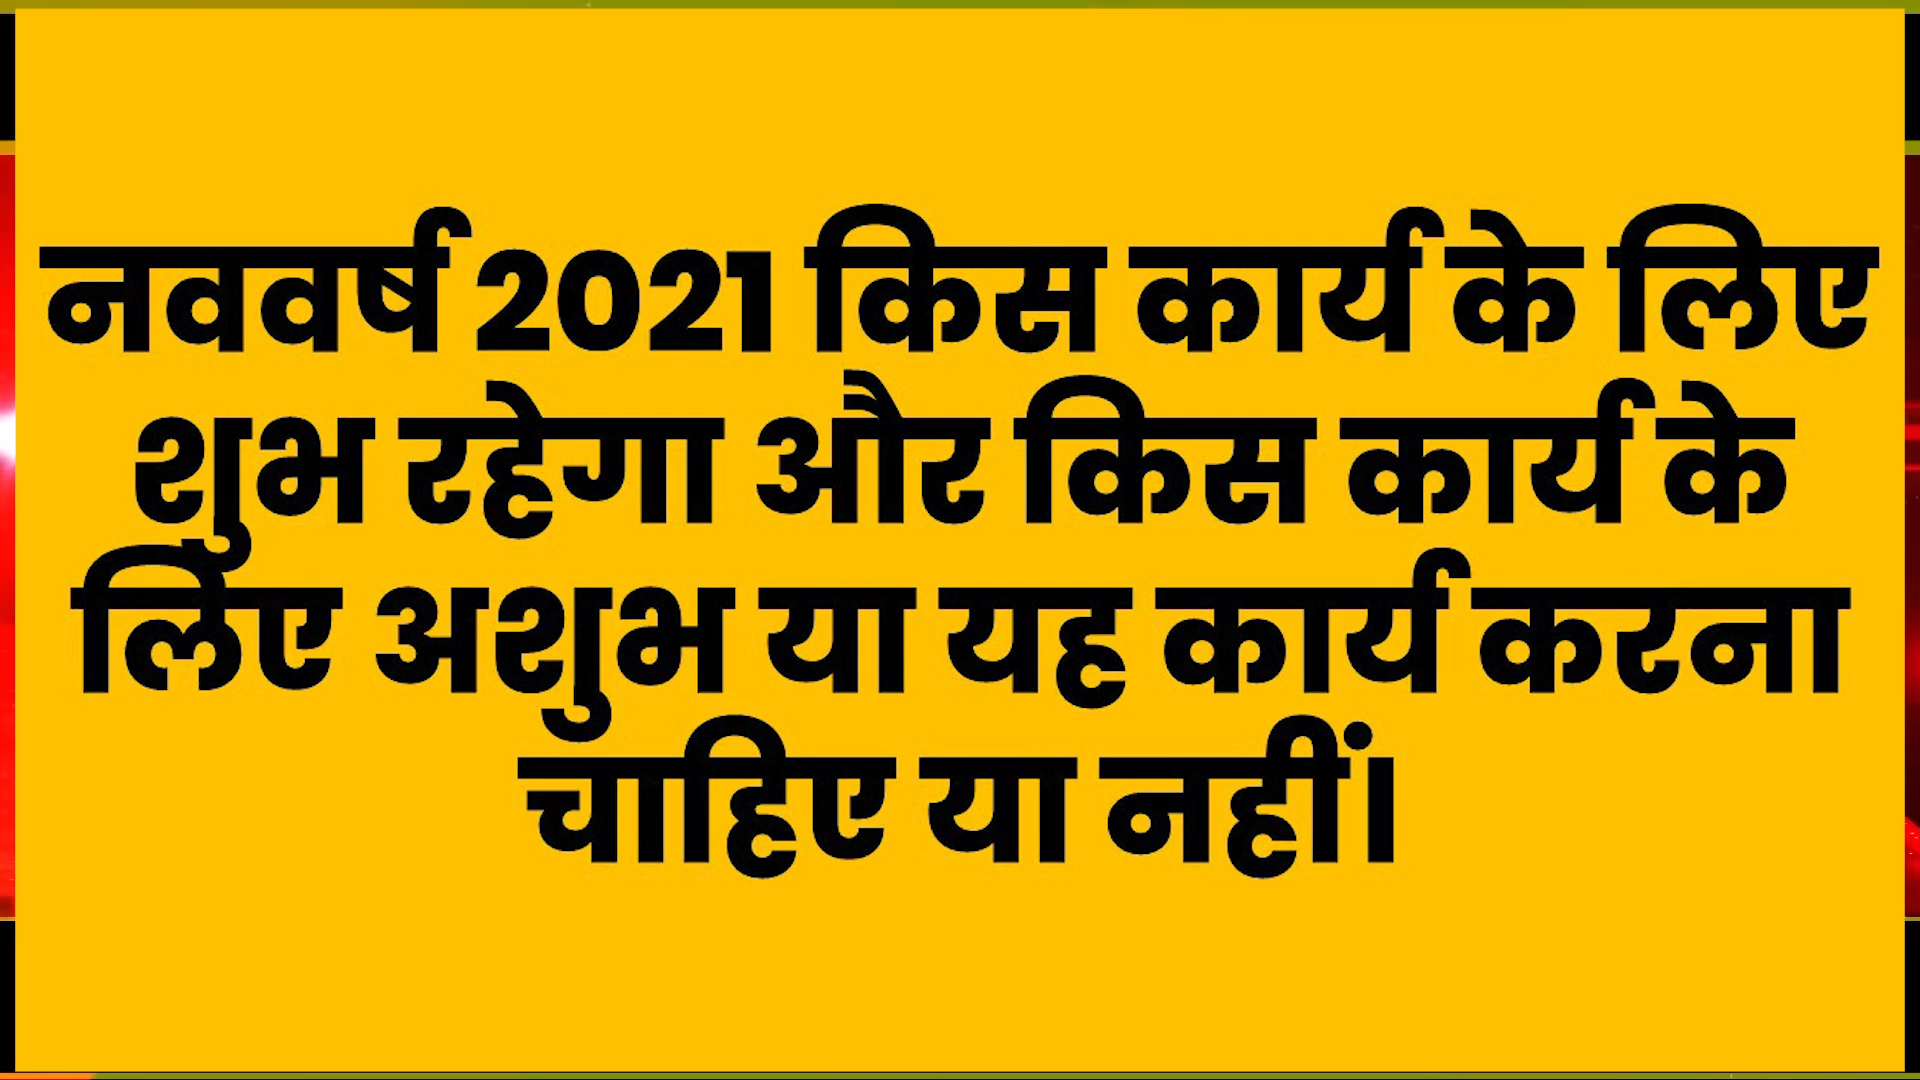 नववर्ष 2021 किस कार्य के लिए
शुभ रहेगा और किस कार्य के
लिए अशुभ या यह कार्य करना
चाहिए या नहीं।